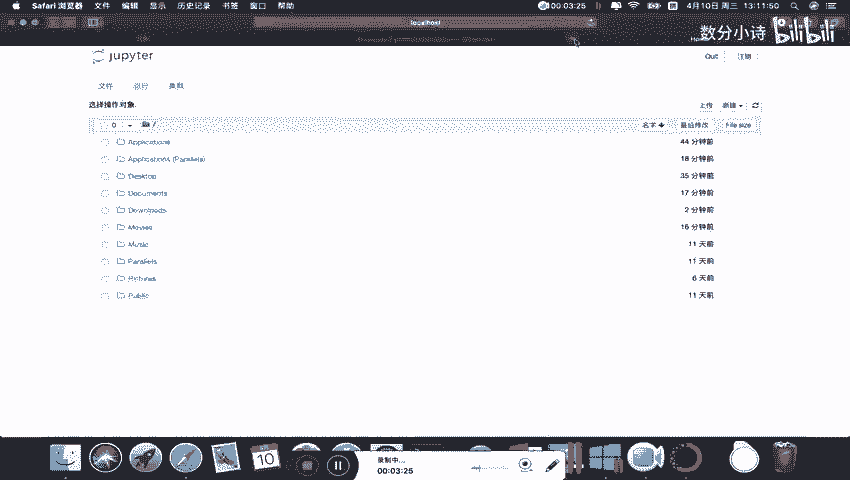 Safari 浏览器 文件 编辑 显示 历史记录 书签 窗口 帮助 00:03:25 4月10日 周三 13:11:50
localhost
数分小诗 bilibili
jupyter Quit 注销
文件 运行 集群
选择操作对象. 上传 新建
0 / 名字 最后修改 File size
Applications 44 分钟前
Applications (Parallels) 18 分钟前
Desktop 35 分钟前
Documents 17 分钟前
Downloads 2 分钟前
Movies 16 分钟前
Music 11 天前
Parallels 11 天前
Pictures 6 天前
Public 11 天前
10
录制中...
00:03:25